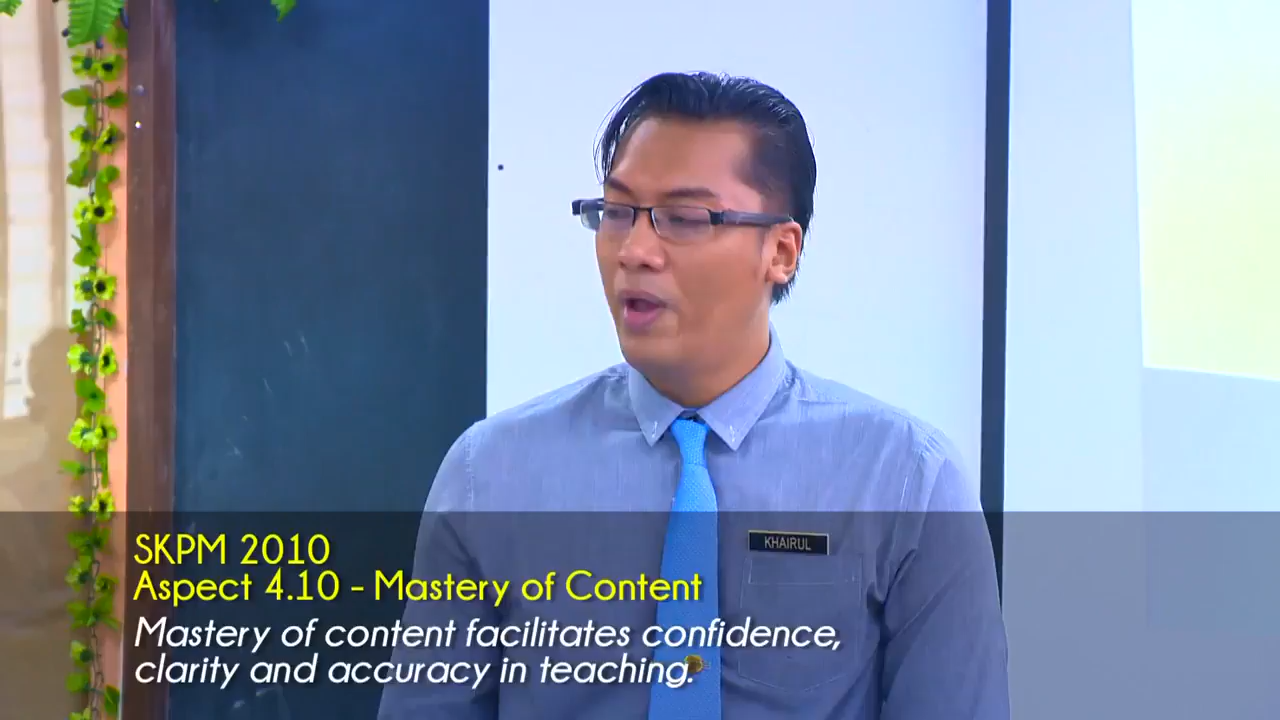 KHAIRUL
SKPM 2010
Aspect 4.10 - Mastery of Content
Mastery of content facilitates confidence,
clarity and accuracy in teaching.